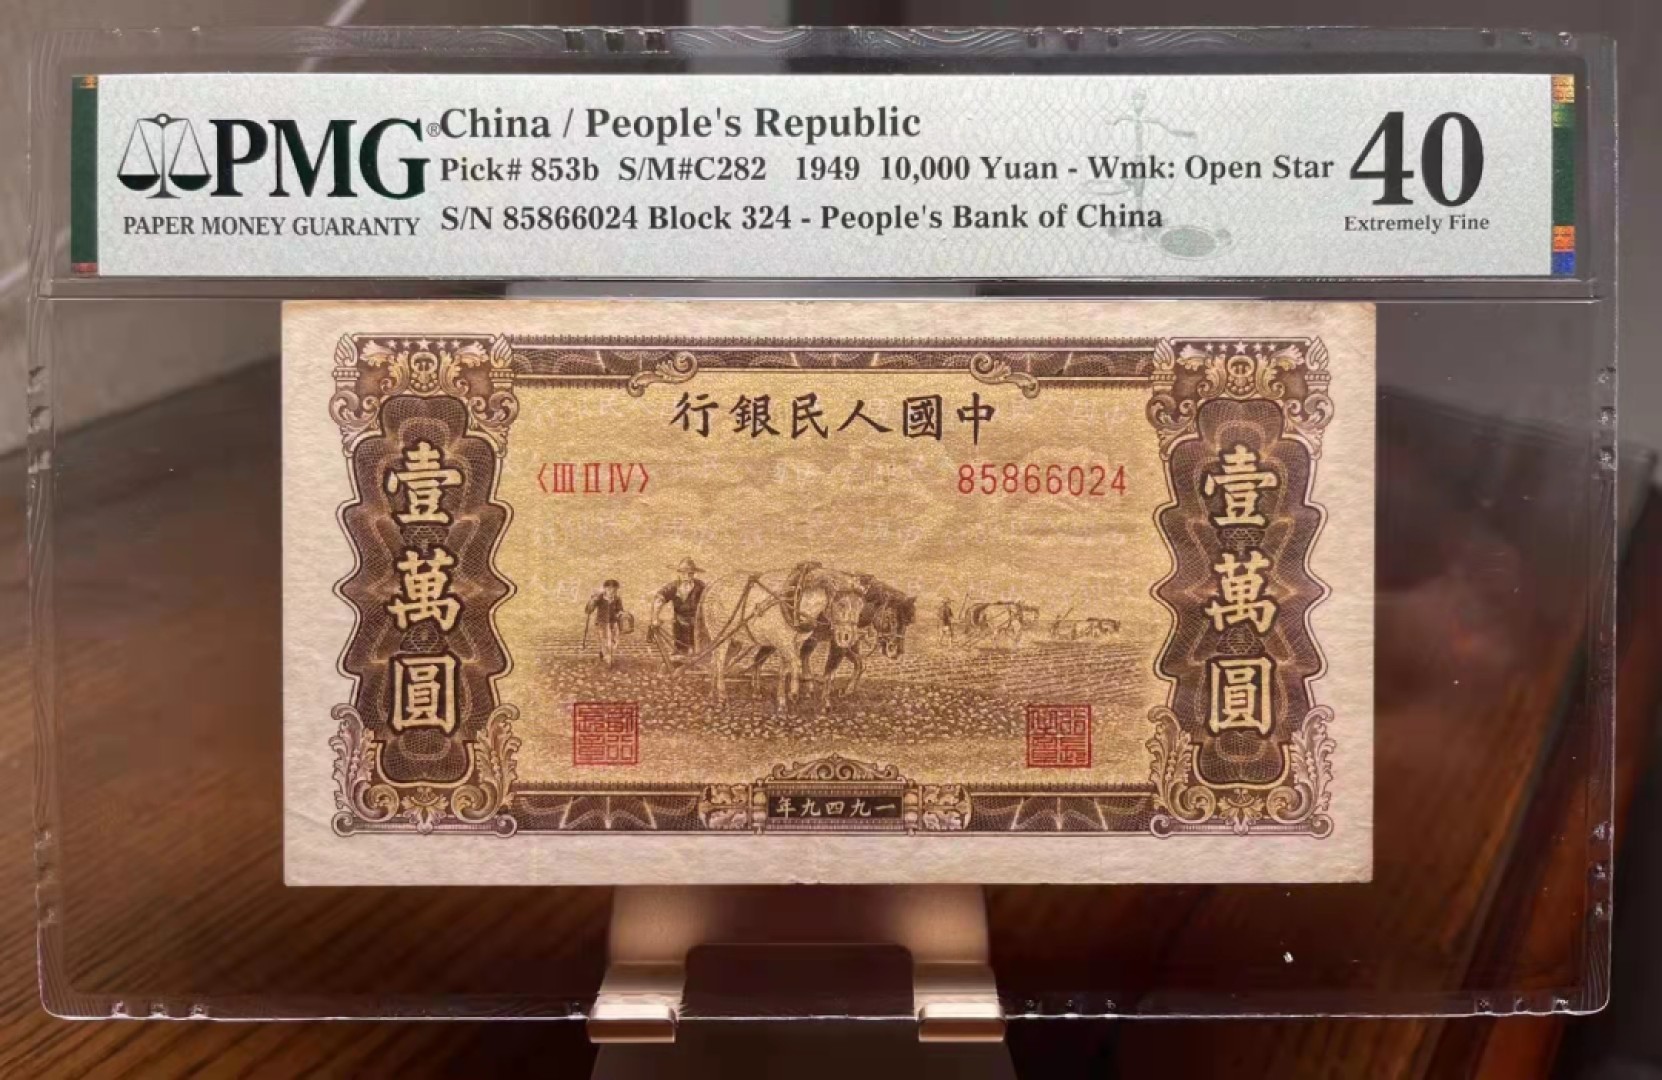 PMG®
PAPER MONEY GUARANTY
China / People's Republic
Pick# 853b S/M#C282 1949 10,000 Yuan - Wmk: Open Star
S/N 85866024 Block 324 - People's Bank of China
40
Extremely Fine
行銀民人國中
〈III II IV〉 85866024
壹萬圓
壹萬圓
年九四九一